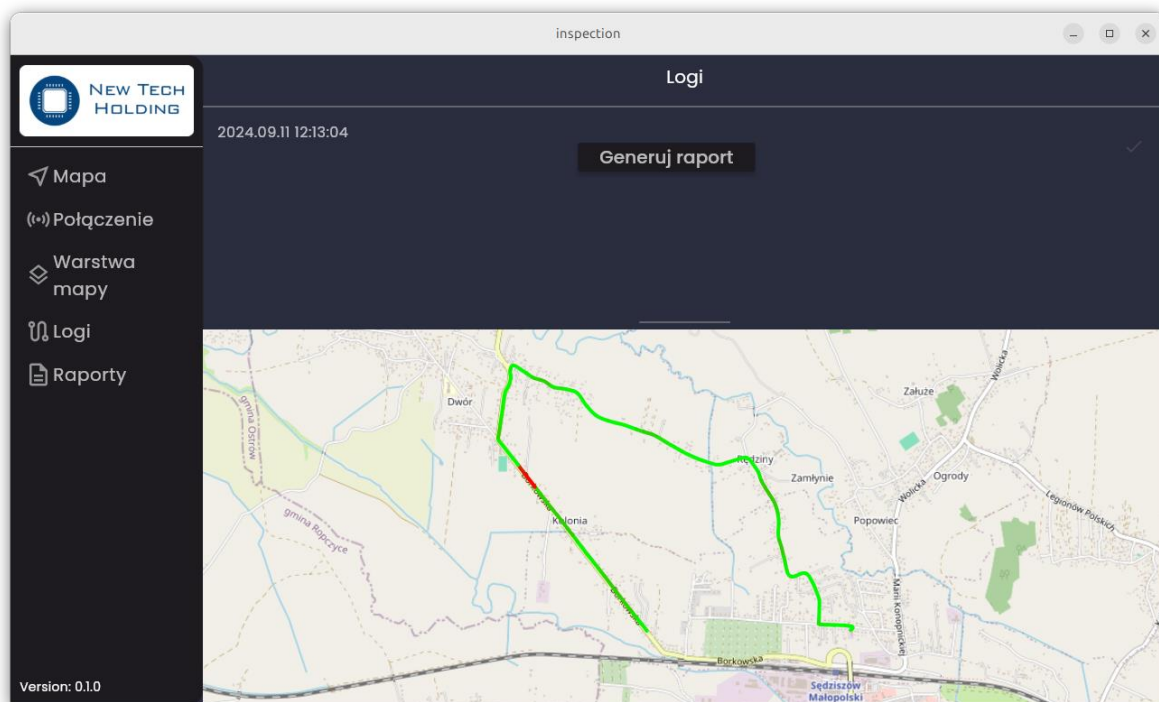 inspection
NEW TECH
HOLDING
Mapa
Połączenie
Warstwa
mapy
Logi
Raporty
Version: 0.1.0
Logi
2024.09.11 12:13:04
Generuj raport
Dwór
gmina Ostrów
gmina Ropczyce
Borkowska
Kolonia
Borkowska
Rędziny
Zamłynie
Załuże
Wolicka
Wolicka
Ogrody
Popowiec
Legionów Polskich
Marii Konopnickiej
Borkowska
Sędziszów
Małopolski